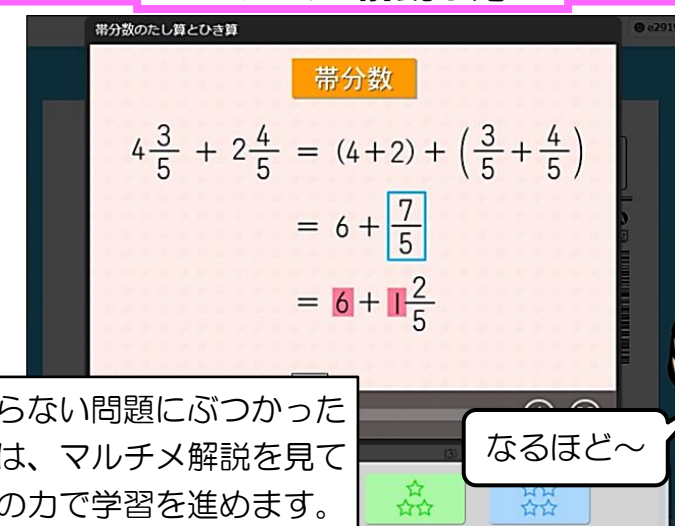 帯分数のたし算とひき算
e2919
帯分数
4 3/5 + 2 4/5 = (4+2) + (3/5 + 4/5)
= 6 + 7/5
= 6 + 1 2/5
らない問題にぶつかった
は、マルチメ解説を見て
の力で学習を進めます。
(3)
なるほど～